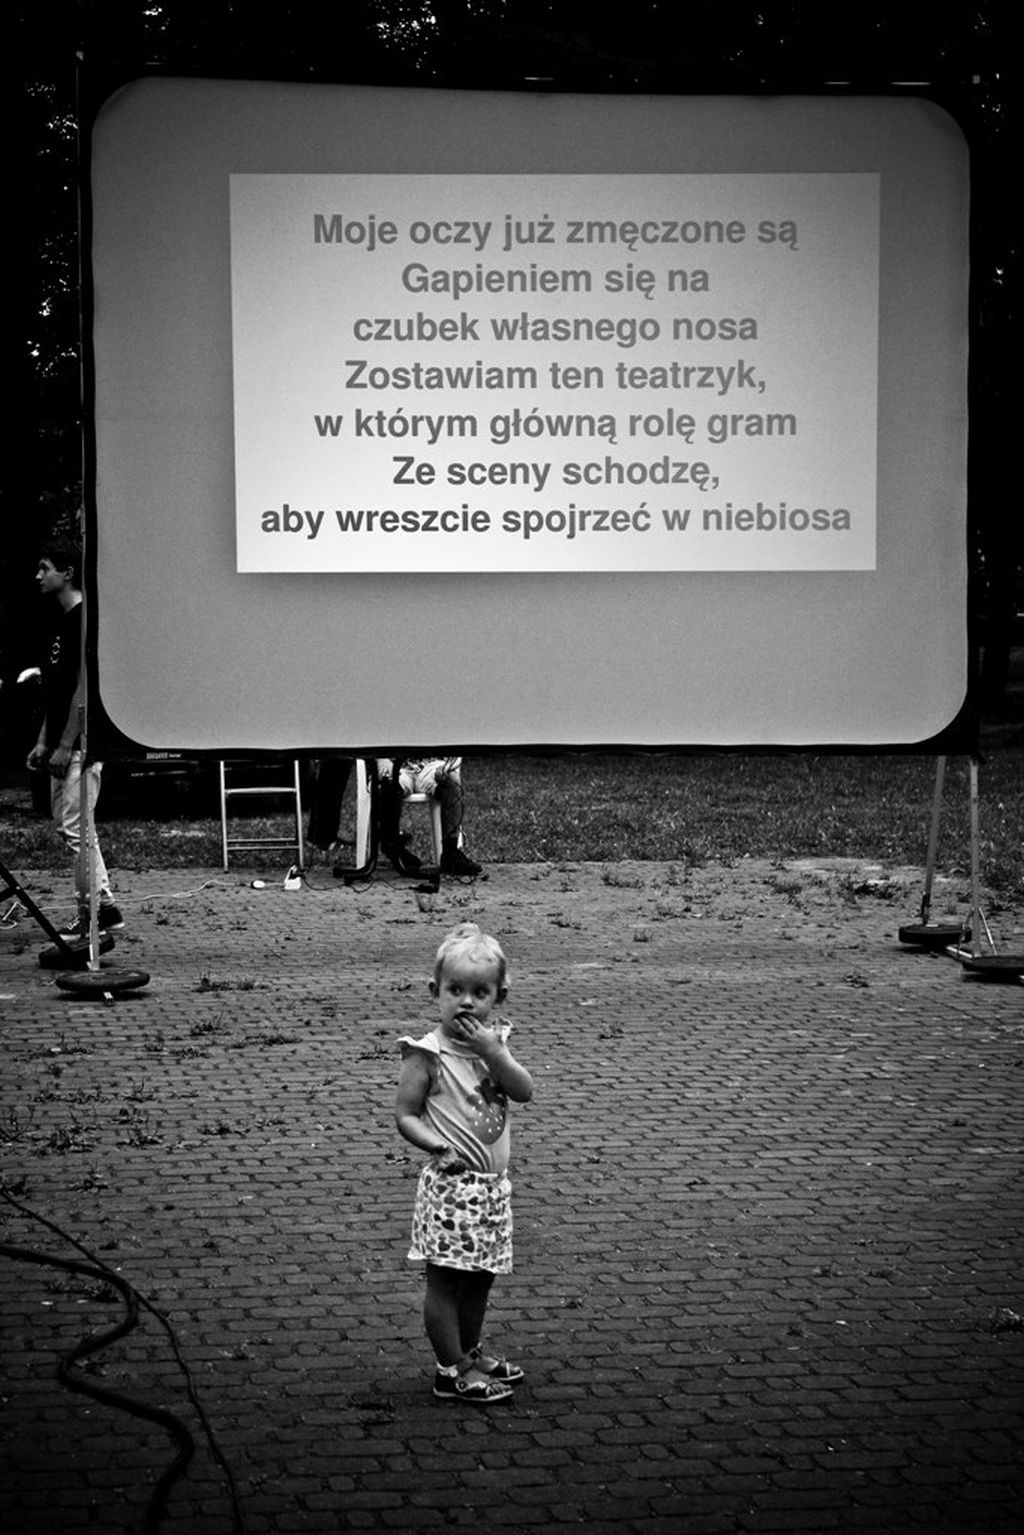 Moje oczy już zmęczone są
Gapieniem się na
czubek własnego nosa
Zostawiam ten teatrzyk,
w którym główną rolę gram
Ze sceny schodzę,
aby wreszcie spojrzeć w niebiosa